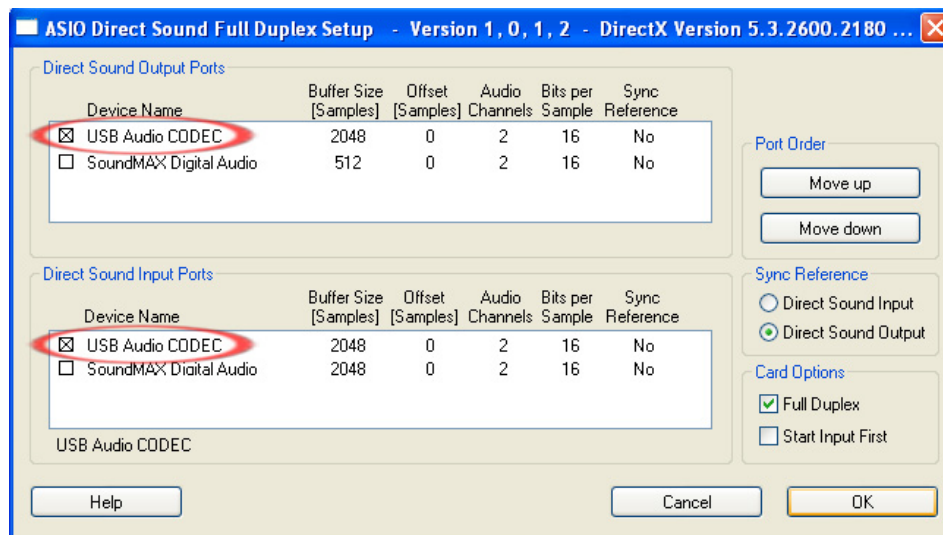 ASIO Direct Sound Full Duplex Setup - Version 1, 0, 1, 2 - DirectX Version 5.3.2600.2180 ...
Direct Sound Output Ports
Device Name Buffer Size [Samples] Offset [Samples] Audio Channels Bits per Sample Sync Reference
USB Audio CODEC 2048 0 2 16 No
SoundMAX Digital Audio 512 0 2 16 No
Port Order
Move up
Move down
Direct Sound Input Ports
Device Name Buffer Size [Samples] Offset [Samples] Audio Channels Bits per Sample Sync Reference
USB Audio CODEC 2048 0 2 16 No
SoundMAX Digital Audio 2048 0 2 16 No
USB Audio CODEC
Sync Reference
Direct Sound Input
Direct Sound Output
Card Options
Full Duplex
Start Input First
Help
Cancel
OK